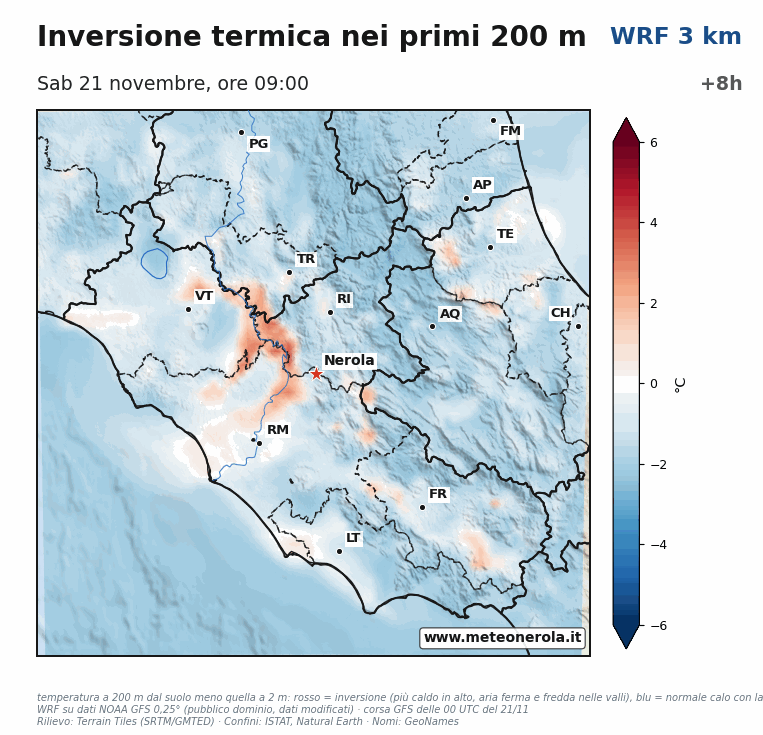 Inversione termica nei primi 200 m WRF 3 km
Sab 21 novembre, ore 09:00 +8h
FM
PG
AP
TE
TR
VT
RI
AQ
CH
Nerola
RM
FR
LT
www.meteonerola.it
6
4
2
0
−2
−4
−6
°C
temperatura a 200 m dal suolo meno quella a 2 m: rosso = inversione (più caldo in alto, aria ferma e fredda nelle valli), blu = normale calo con la
WRF su dati NOAA GFS 0,25° (pubblico dominio, dati modificati) · corsa GFS delle 00 UTC del 21/11
Rilievo: Terrain Tiles (SRTM/GMTED) · Confini: ISTAT, Natural Earth · Nomi: GeoNames